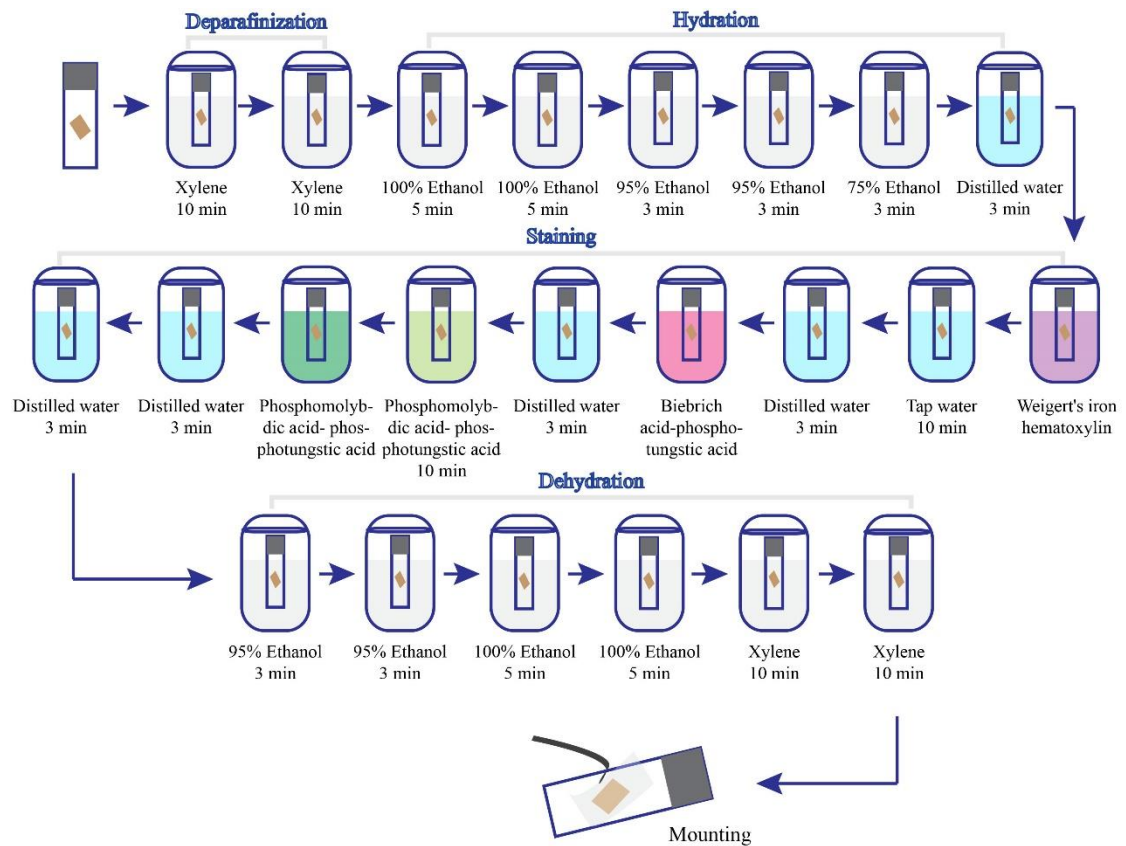 Deparafinization
Hydration
Xylene
10 min
Xylene
10 min
100% Ethanol
5 min
100% Ethanol
5 min
95% Ethanol
3 min
95% Ethanol
3 min
75% Ethanol
3 min
Distilled water
3 min
Staining
Distilled water
3 min
Distilled water
3 min
Phosphomolyb-
dic acid- phos-
photungstic acid
Phosphomolyb-
dic acid- phos-
photungstic acid
10 min
Distilled water
3 min
Biebrich
acid-phospho-
tungstic acid
Distilled water
3 min
Tap water
10 min
Weigert's iron
hematoxylin
Dehydration
95% Ethanol
3 min
95% Ethanol
3 min
100% Ethanol
5 min
100% Ethanol
5 min
Xylene
10 min
Xylene
10 min
Mounting